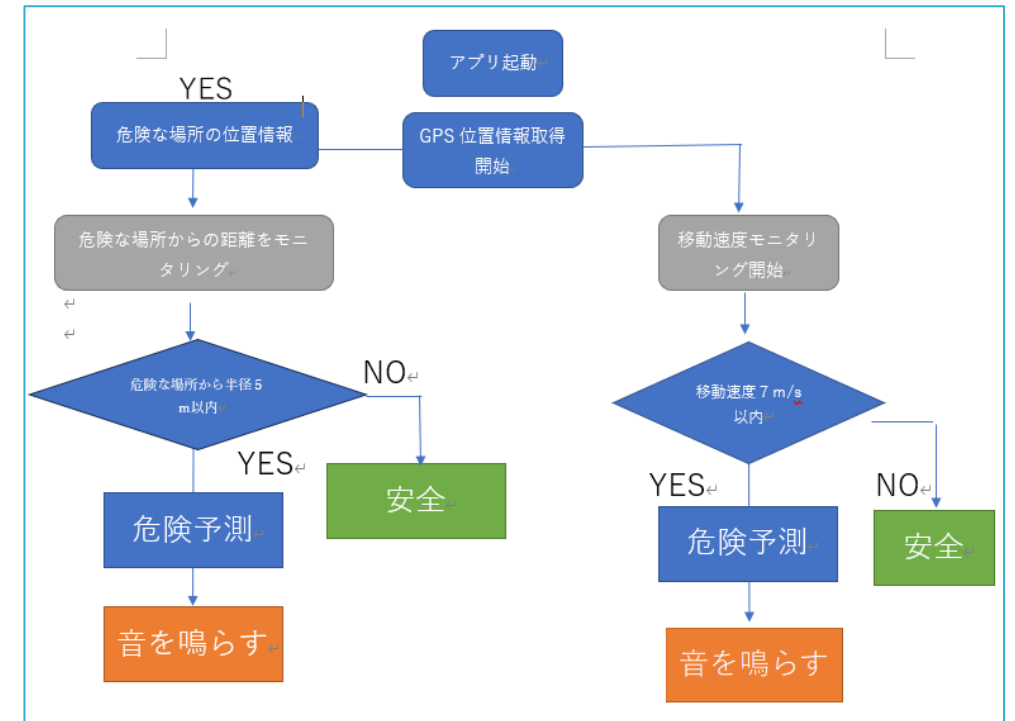 アプリ起動
YES
危険な場所の位置情報
GPS 位置情報取得
開始
危険な場所からの距離をモニ
タリング
移動速度モニタリ
ング開始
危険な場所から半径５
m以内
NO
移動速度７m/s
以内
YES
安全
危険予測
YES
NO
危険予測
安全
音を鳴らす
音を鳴らす